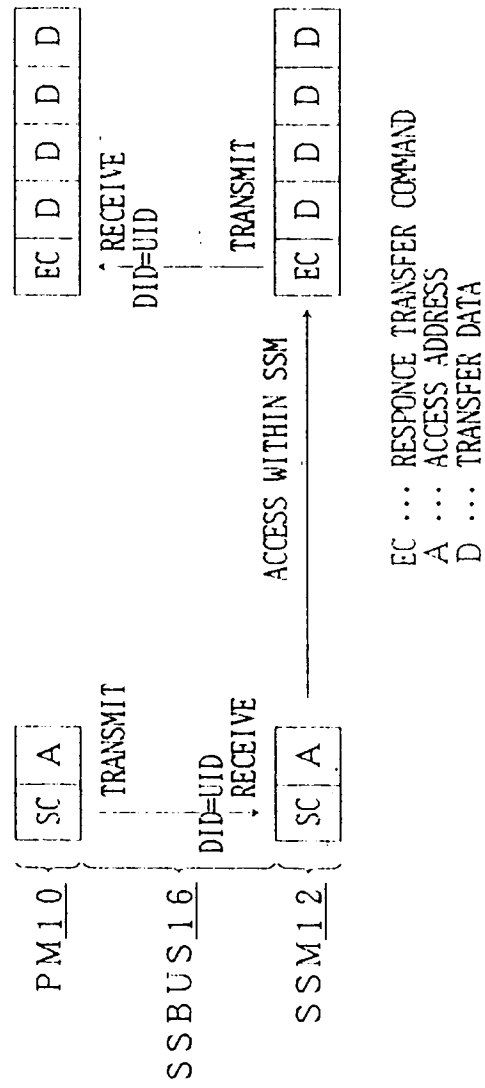 PM10 SC A EC D D D D
TRANSMIT RECEIVE
DID=UID
SSBUS16
DID=UID TRANSMIT
RECEIVE
SSM12 SC A ACCESS WITHIN SSM EC D D D D
EC ... RESPONCE TRANSFER COMMAND
A ... ACCESS ADDRESS
D ... TRANSFER DATA